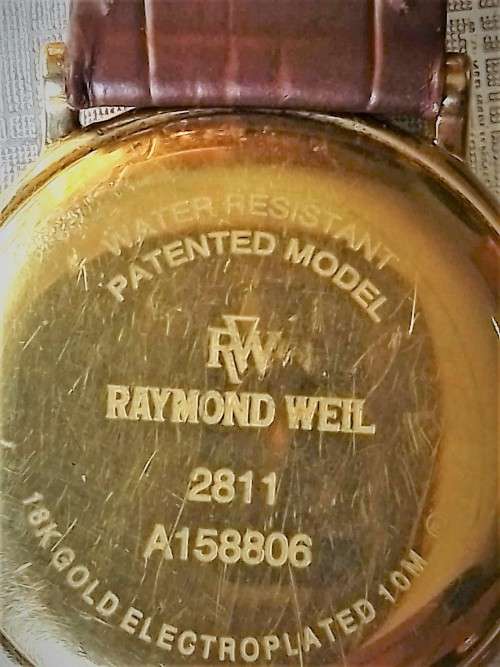 WATER RESISTANT
PATENTED MODEL
RW
RAYMOND WEIL
2811
A158806
18K GOLD ELECTROPLATED 10M